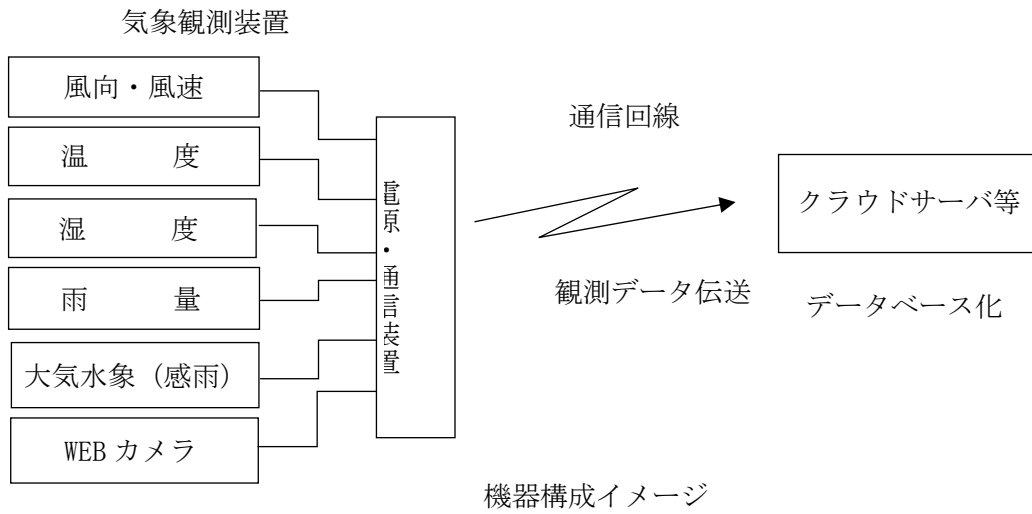 気象観測装置
風向・風速
温　度
湿　度
雨　量
大気水象（感雨）
WEB カメラ
電源・通信装置
通信回線
観測データ伝送
クラウドサーバ等
データベース化
機器構成イメージ